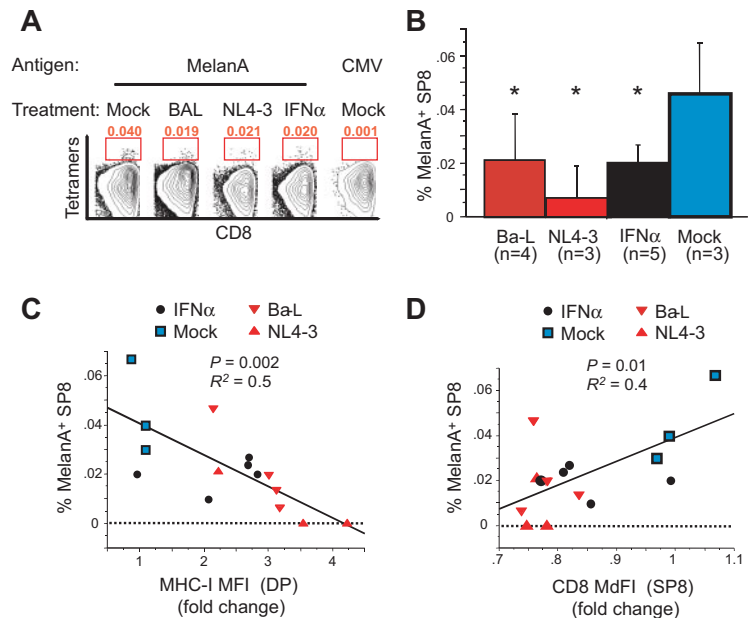 A
Antigen: MelanA CMV
Treatment: Mock BAL NL4-3 IFNα Mock
0.040 0.019 0.021 0.020 0.001
Tetramers
CD8
B
% MelanA+ SP8
.06
.04
.02
0
* * *
Ba-L NL4-3 IFNα Mock
(n=4) (n=3) (n=5) (n=3)
C
IFNα Ba-L
Mock NL4-3
P = 0.002
R² = 0.5
% MelanA+ SP8
.06
.04
.02
0
1 2 3 4
MHC-I MFI (DP)
(fold change)
D
IFNα Ba-L
Mock NL4-3
P = 0.01
R² = 0.4
% MelanA+ SP8
.06
.04
.02
0
.7 .8 .9 1 1.1
CD8 MdFI (SP8)
(fold change)